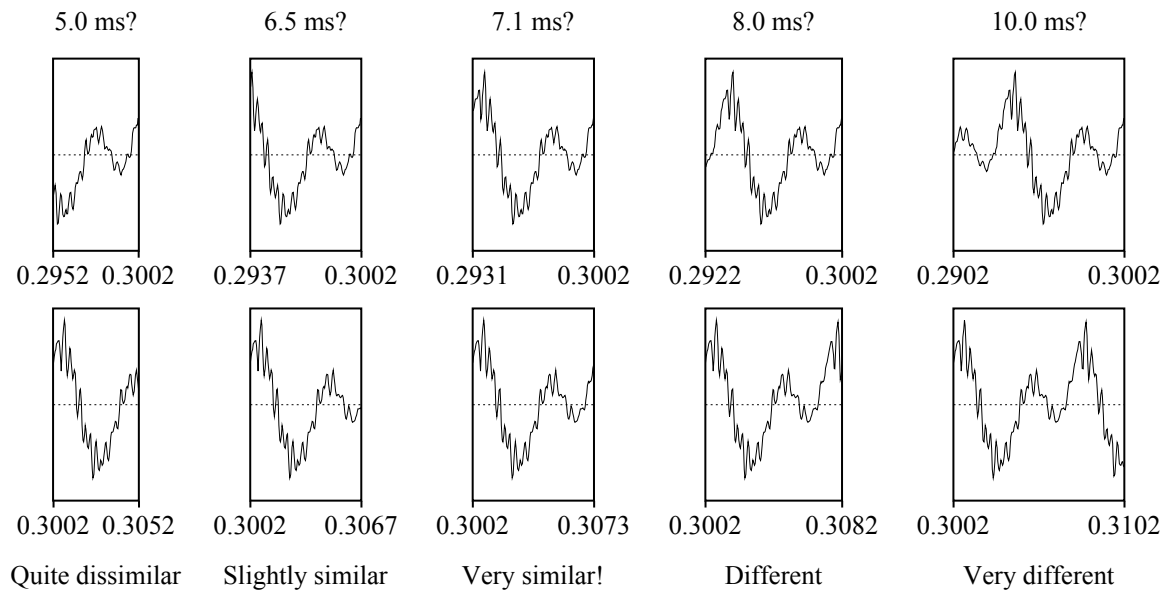 5.0 ms? 6.5 ms? 7.1 ms? 8.0 ms? 10.0 ms?
0.2952 0.3002 0.2937 0.3002 0.2931 0.3002 0.2922 0.3002 0.2902 0.3002
0.3002 0.3052 0.3002 0.3067 0.3002 0.3073 0.3002 0.3082 0.3002 0.3102
Quite dissimilar Slightly similar Very similar! Different Very different